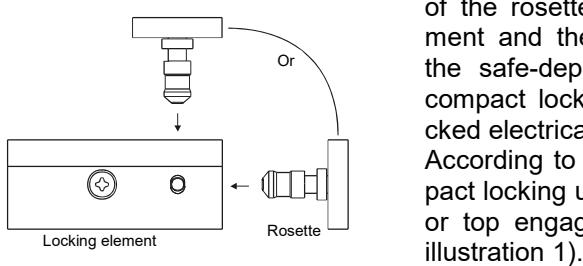 Or
Locking element
Rosette
of the rosette
ment and the
the safe-dep
compact lock
cked electrica
According to
pact locking u
or top engag
illustration 1).